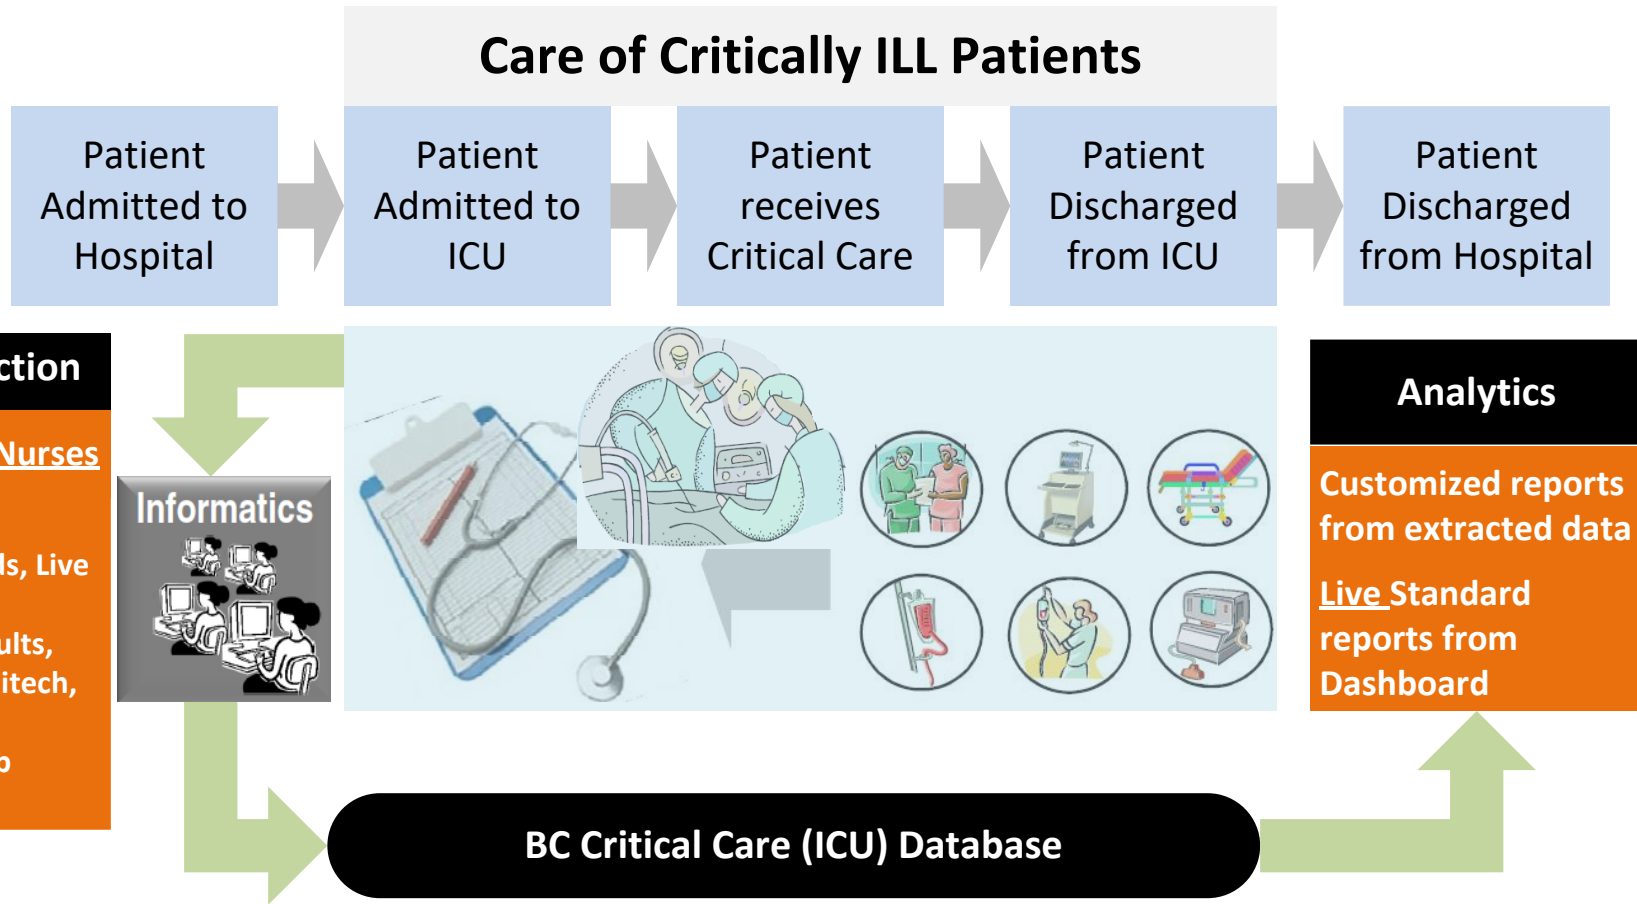 Care of Critically ILL Patients
Patient
Admitted to
Hospital
Patient
Admitted to
ICU
Patient
receives
Critical Care
Patient
Discharged
from ICU
Patient
Discharged
from Hospital
ction
Nurses
ds, Live
ults,
itech,
Informatics
Analytics
Customized reports
from extracted data
Live Standard
reports from
Dashboard
BC Critical Care (ICU) Database